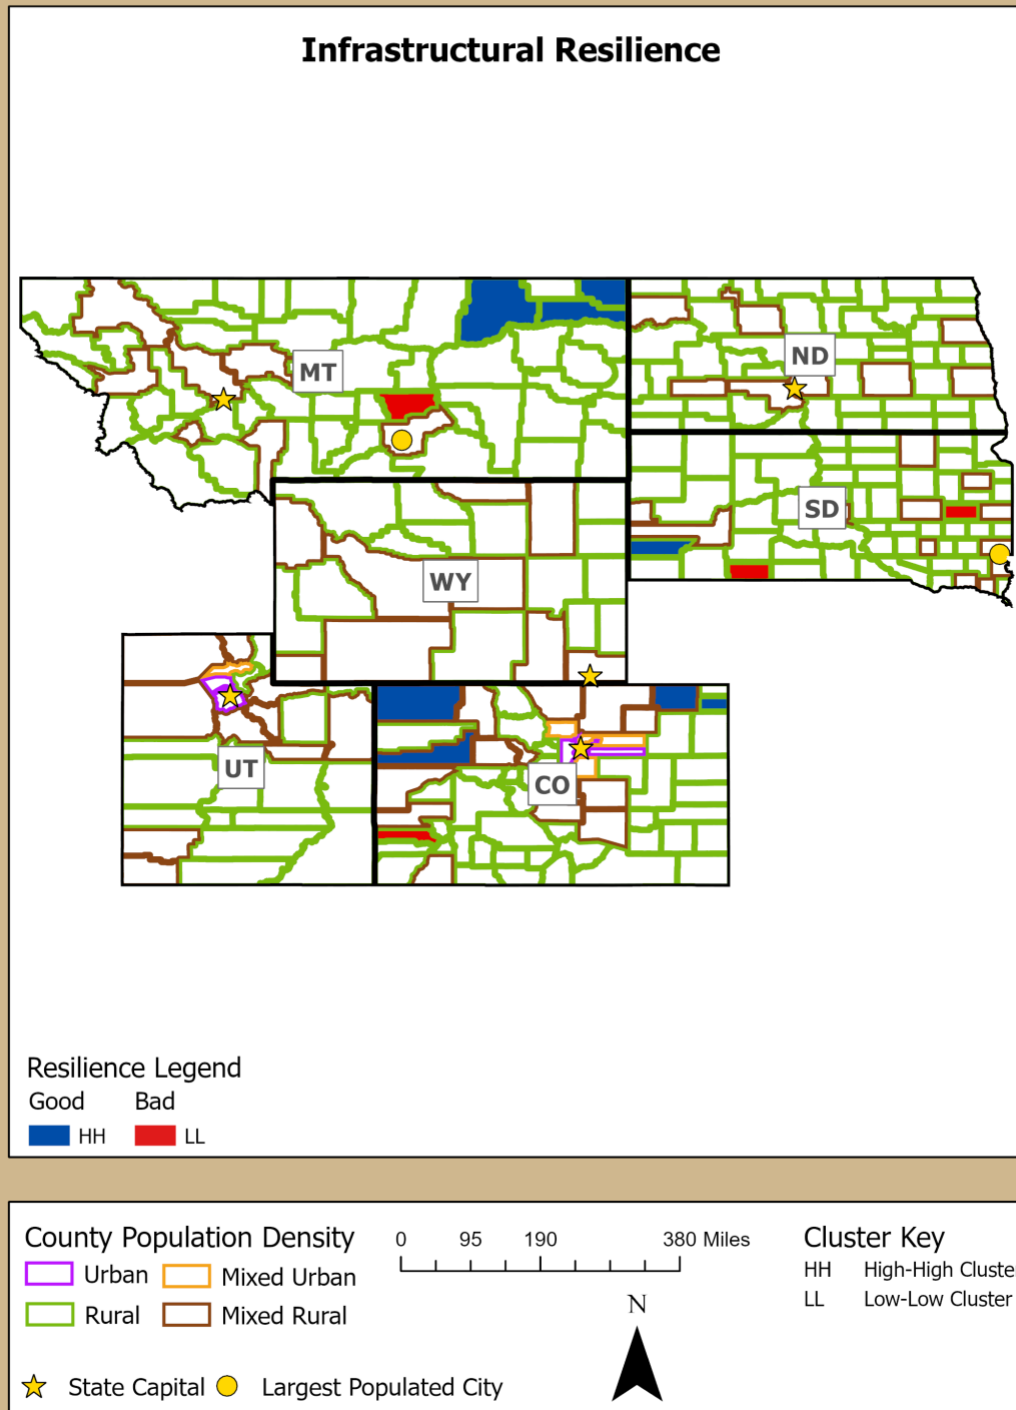 Infrastructural Resilience
MT
ND
SD
WY
UT
CO
Resilience Legend
Good Bad
HH LL
County Population Density
Urban Mixed Urban
Rural Mixed Rural
State Capital Largest Populated City
0 95 190 380 Miles
N
Cluster Key
HH High-High Cluster
LL Low-Low Cluster